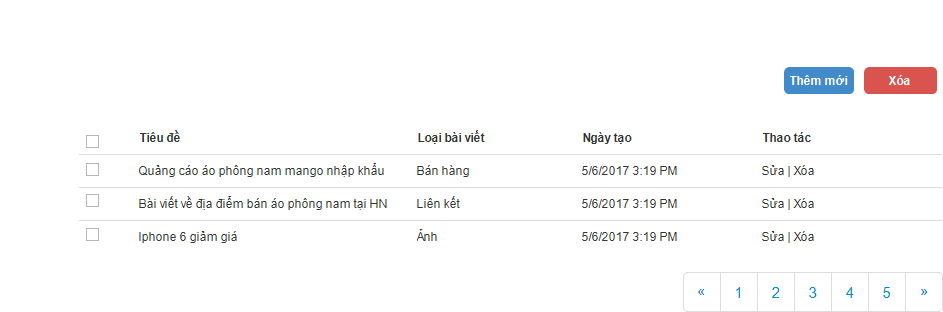 Thêm mới Xóa
Tiêu đề Loại bài viết Ngày tạo Thao tác
Quảng cáo áo phông nam mango nhập khẩu Bán hàng 5/6/2017 3:19 PM Sửa | Xóa
Bài viết về địa điểm bán áo phông nam tại HN Liên kết 5/6/2017 3:19 PM Sửa | Xóa
Iphone 6 giảm giá Ảnh 5/6/2017 3:19 PM Sửa | Xóa
« 1 2 3 4 5 »